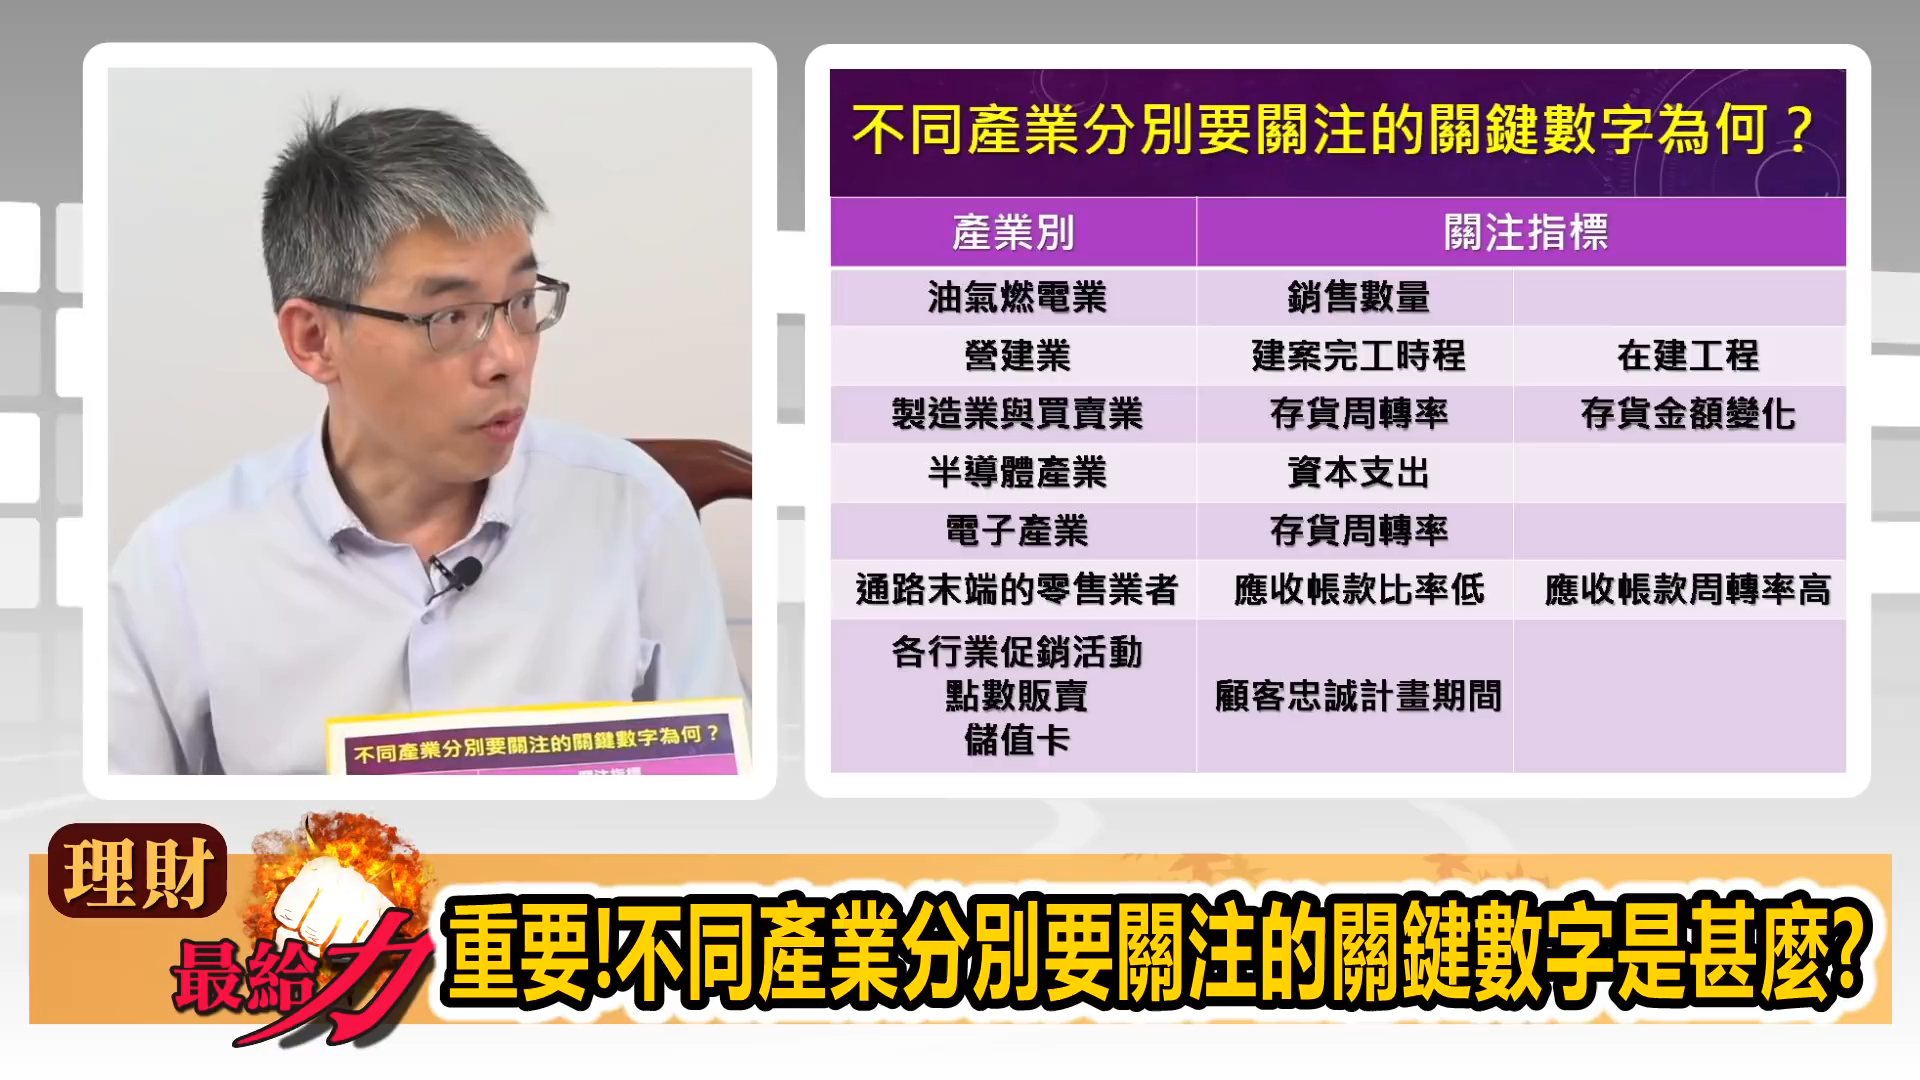 不同產業分別要關注的關鍵數字為何？
產業別 關注指標
油氣燃電業 銷售數量
營建業 建案完工時程 在建工程
製造業與買賣業 存貨周轉率 存貨金額變化
半導體產業 資本支出
電子產業 存貨周轉率
通路末端的零售業者 應收帳款比率低 應收帳款周轉率高
各行業促銷活動
點數販賣
儲值卡
顧客忠誠計畫期間
不同產業分別要關注的關鍵數字為何？
關注指標
理財
最給力
重要!不同產業分別要關注的關鍵數字是甚麼?